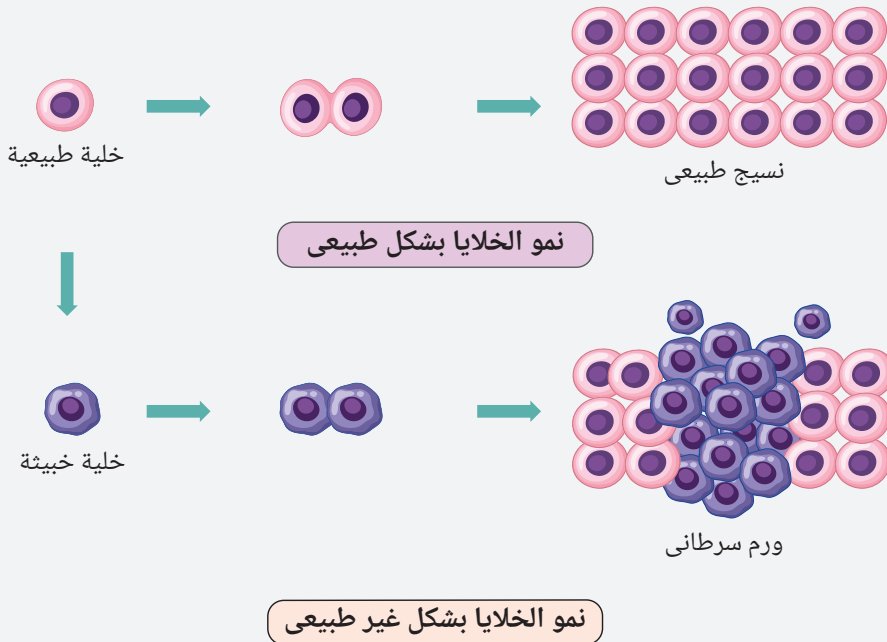 خلية طبيعية
نسيج طبيعى
نمو الخلايا بشكل طبيعى
خلية خبيثة
ورم سرطانى
نمو الخلايا بشكل غير طبيعى